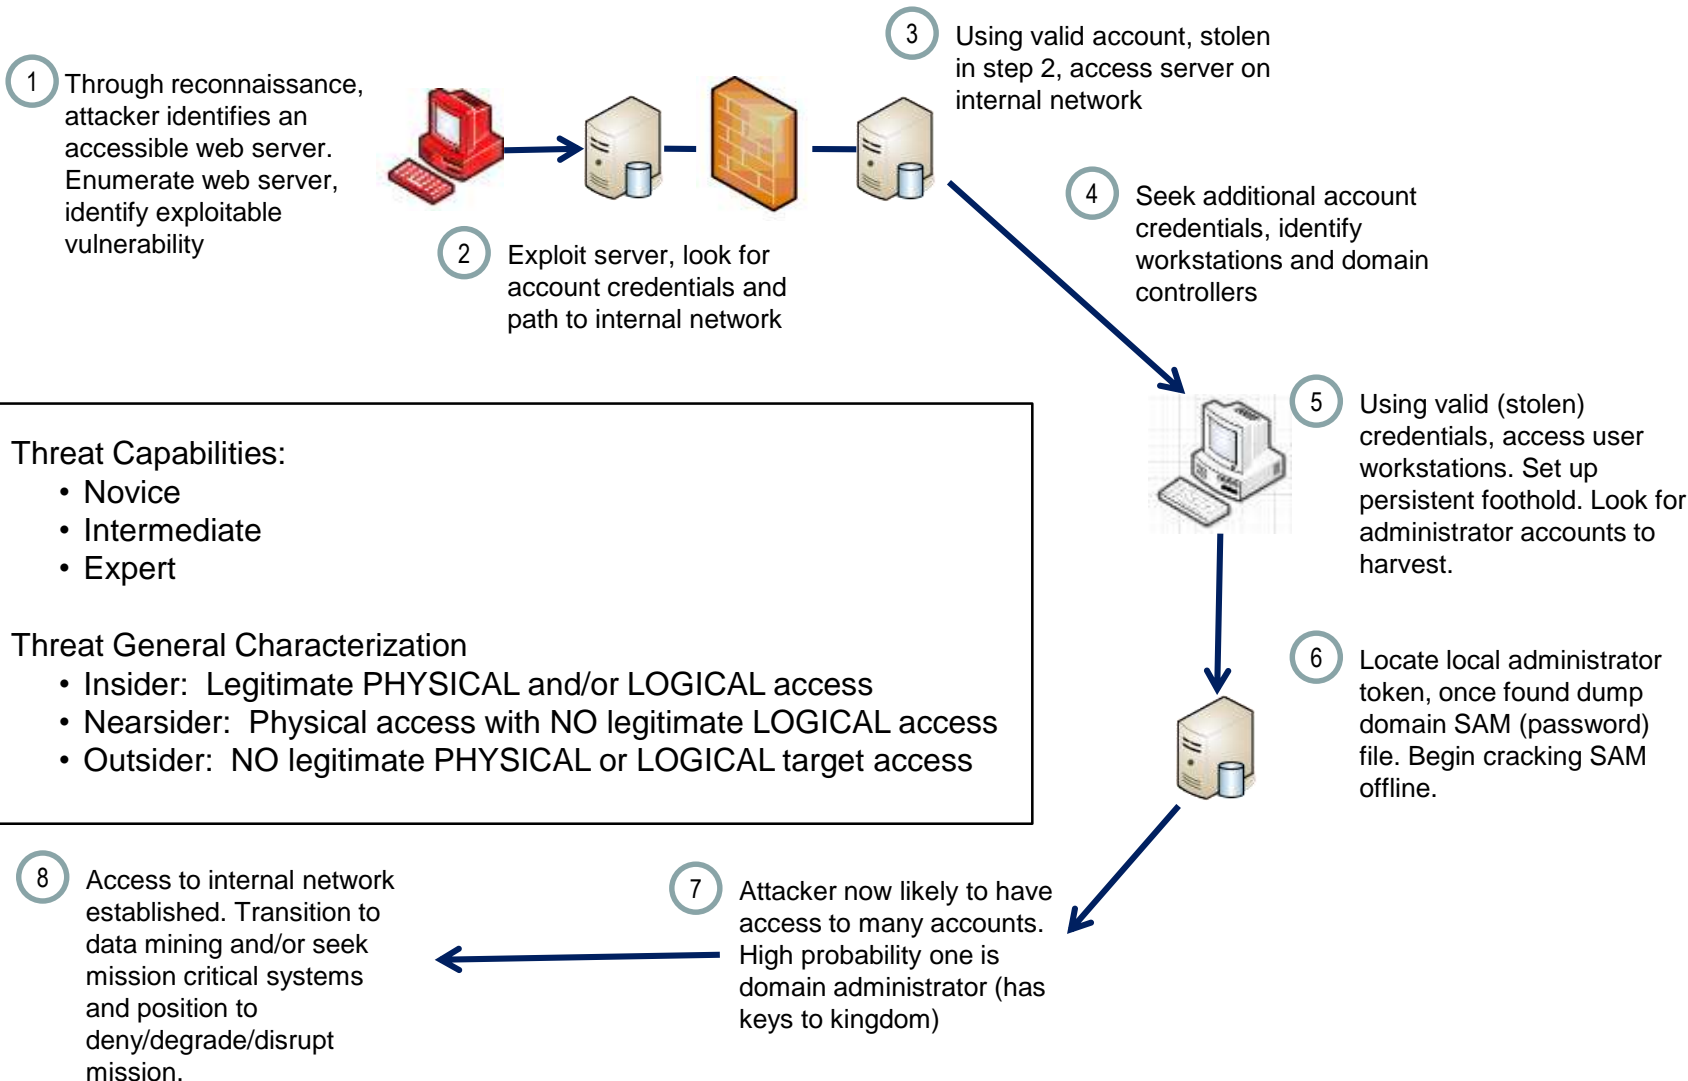 1
Through reconnaissance,
attacker identifies an
accessible web server.
Enumerate web server,
identify exploitable
vulnerability
2
Exploit server, look for
account credentials and
path to internal network
3
Using valid account, stolen
in step 2, access server on
internal network
4
Seek additional account
credentials, identify
workstations and domain
controllers
5
Using valid (stolen)
credentials, access user
workstations. Set up
persistent foothold. Look for
administrator accounts to
harvest.
6
Locate local administrator
token, once found dump
domain SAM (password)
file. Begin cracking SAM
offline.
Threat Capabilities:
• Novice
• Intermediate
• Expert
Threat General Characterization
• Insider: Legitimate PHYSICAL and/or LOGICAL access
• Nearsider: Physical access with NO legitimate LOGICAL access
• Outsider: NO legitimate PHYSICAL or LOGICAL target access
7
Attacker now likely to have
access to many accounts.
High probability one is
domain administrator (has
keys to kingdom)
8
Access to internal network
established. Transition to
data mining and/or seek
mission critical systems
and position to
deny/degrade/disrupt
mission.